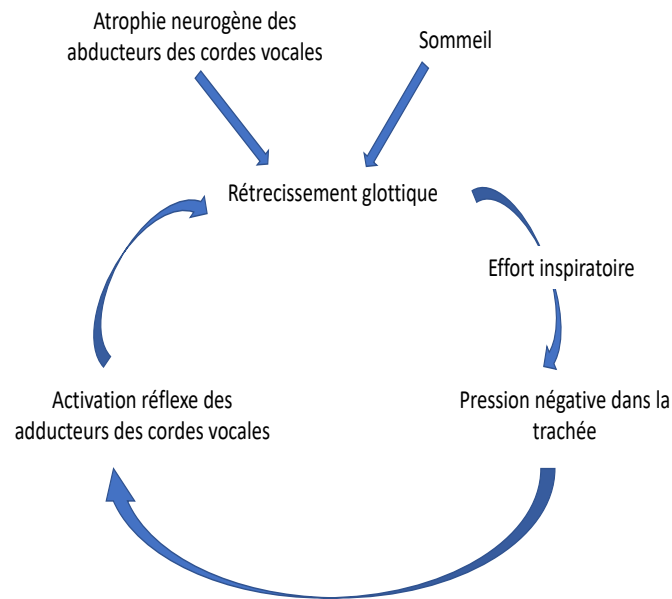 Atrophie neurogène des
abducteurs des cordes vocales
Sommeil
Rétrecissement glottique
Effort inspiratoire
Activation réflexe des
adducteurs des cordes vocales
Pression négative dans la
trachée